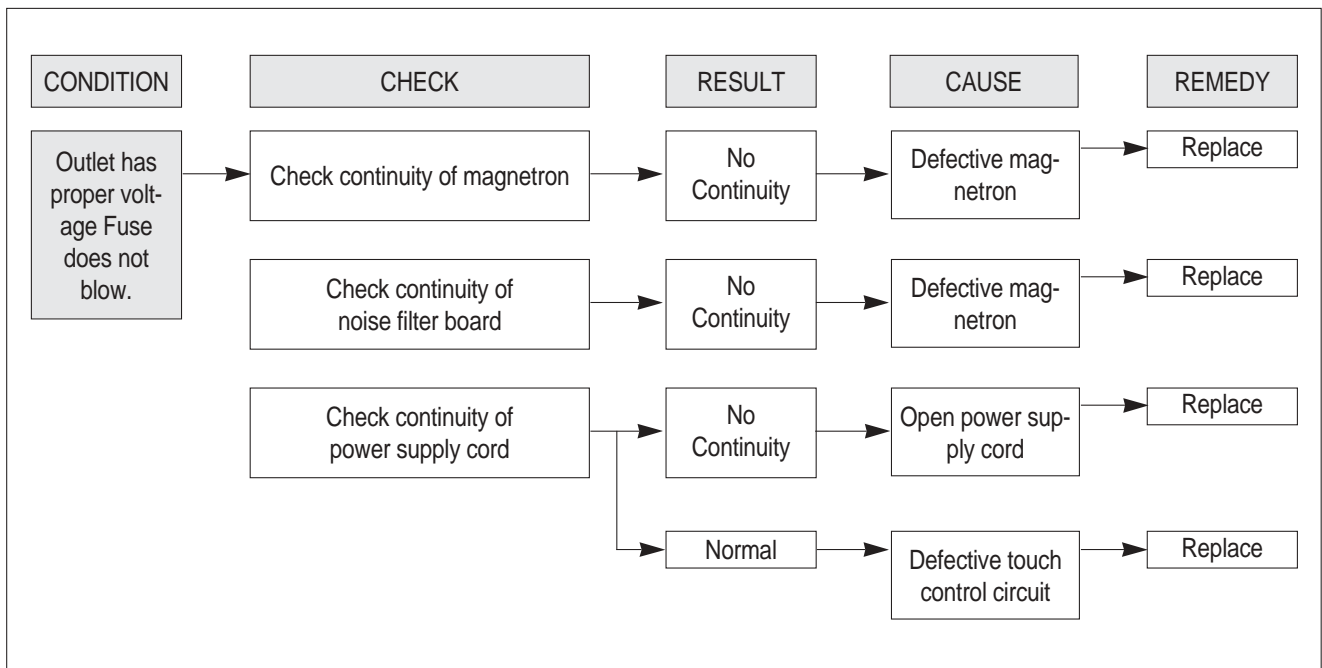 CONDITION
CHECK
RESULT
CAUSE
REMEDY
Outlet has
proper volt-
age Fuse
does not
blow.
Check continuity of magnetron
No
Continuity
Defective mag-
netron
Replace
Check continuity of
noise filter board
No
Continuity
Defective mag-
netron
Replace
Check continuity of
power supply cord
No
Continuity
Open power sup-
ply cord
Replace
Normal
Defective touch
control circuit
Replace